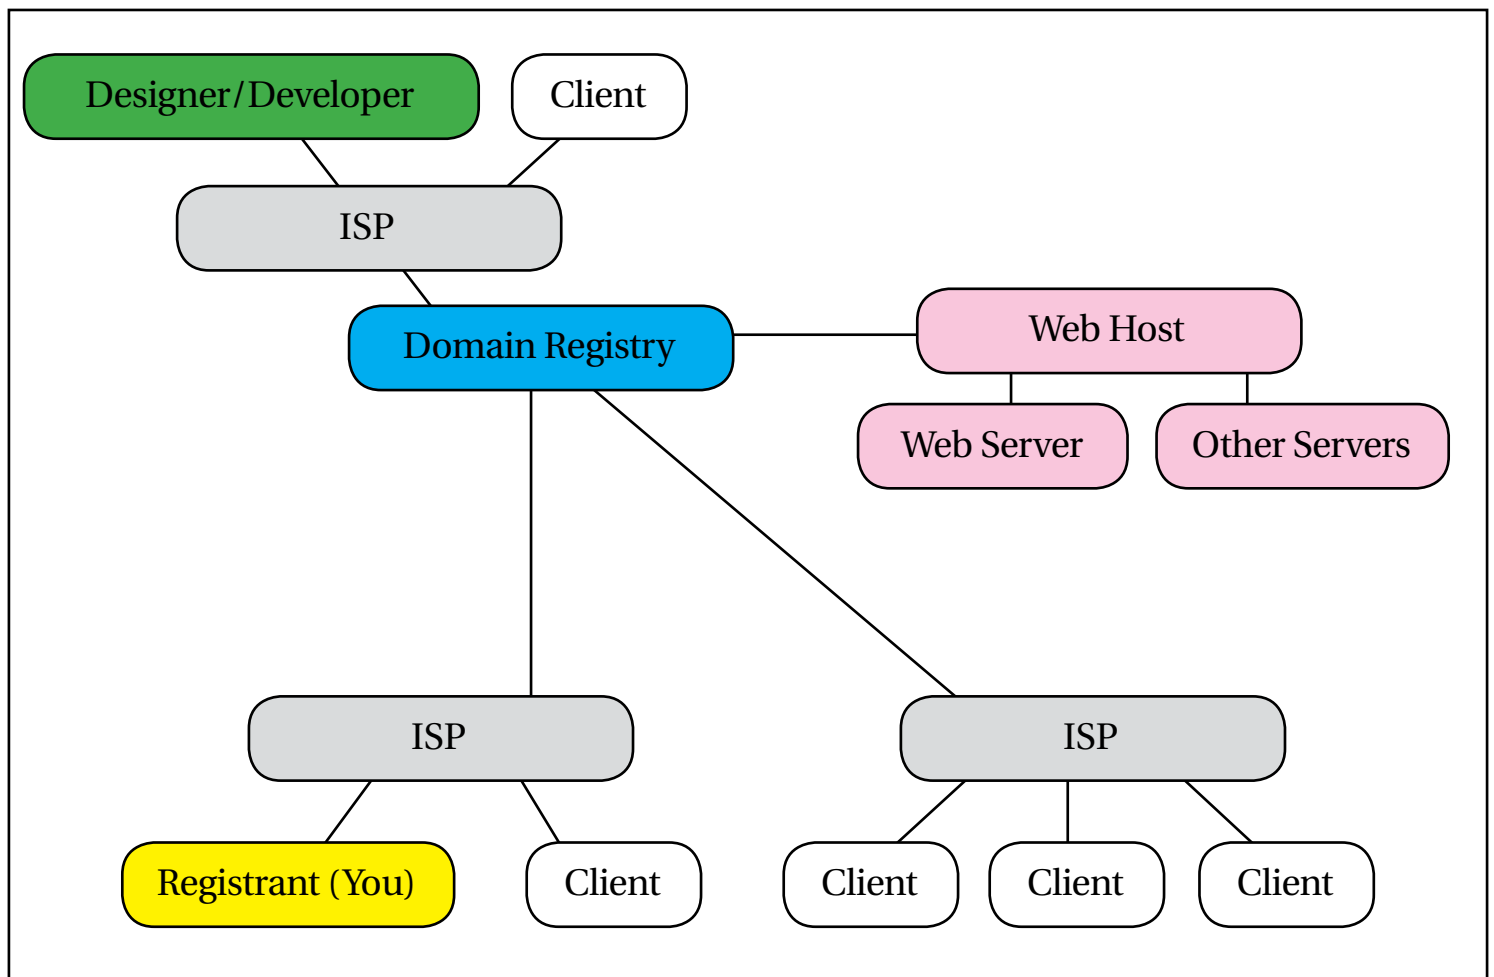 Designer/Developer
Client
ISP
Domain Registry
Web Host
Web Server
Other Servers
ISP
ISP
Registrant (You)
Client
Client
Client
Client